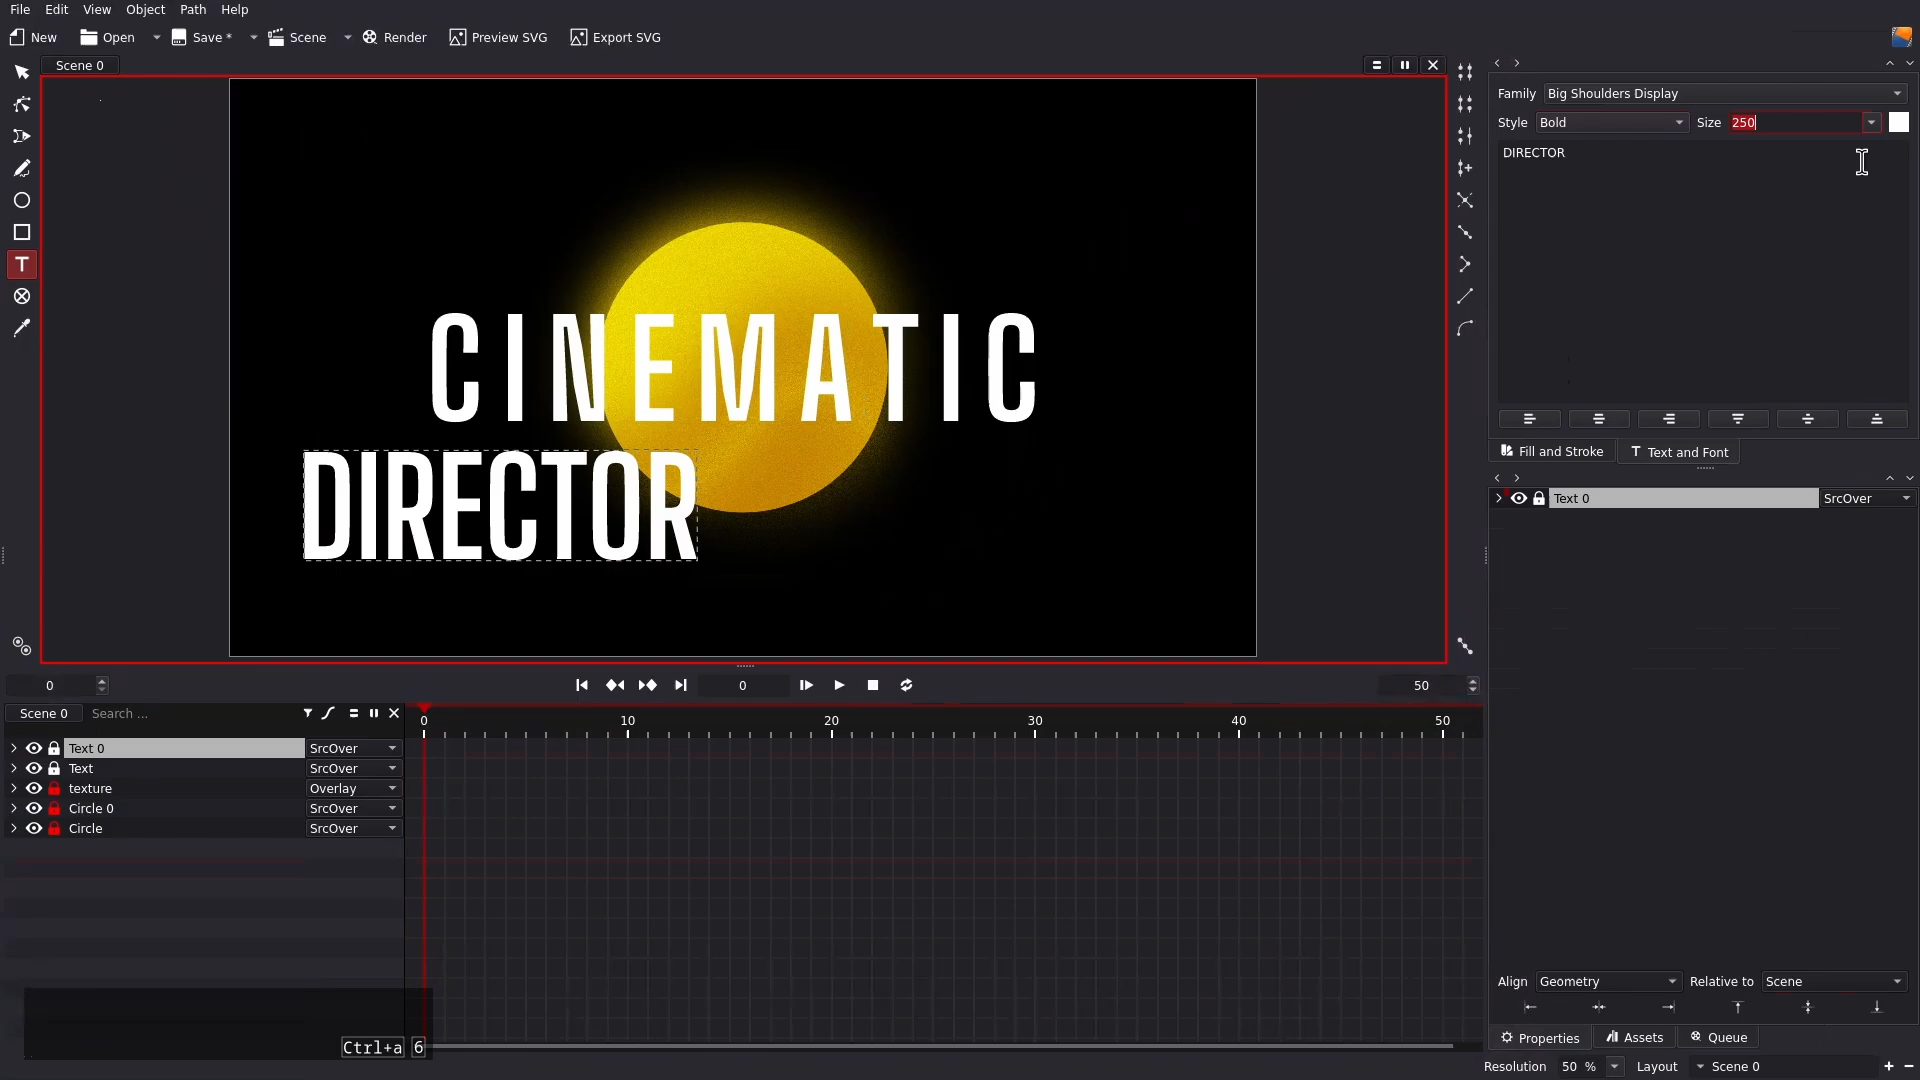 File Edit View Object Path Help
New Open Save * Scene Render Preview SVG Export SVG
Scene 0
Family Big Shoulders Display
Style Bold Size 250
DIRECTOR
CINEMATIC
DIRECTOR
Fill and Stroke Text and Font
Text 0 SrcOver
0 0 50
Scene 0 Search ...
0 10 20 30 40 50
Text 0 SrcOver
Text SrcOver
texture Overlay
Circle 0 SrcOver
Circle SrcOver
Align Geometry Relative to Scene
Properties Assets Queue
Ctrl+a 6
Resolution 50 % Layout Scene 0